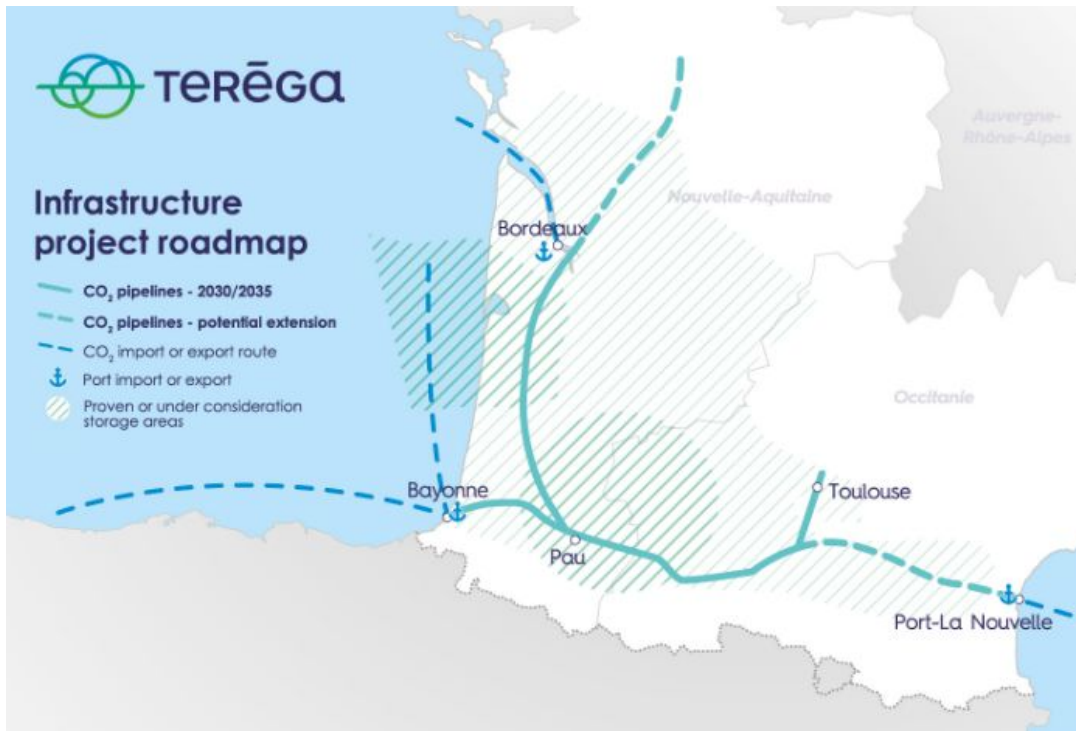 TERĒGA
Infrastructure
project roadmap
CO₂ pipelines - 2030/2035
CO₂ pipelines - potential extension
CO₂ import or export route
Port import or export
Proven or under consideration
storage areas
Auvergne-
Rhône-Alpes
Nouvelle-Aquitaine
Bordeaux
Occitanie
Bayonne
Toulouse
Pau
Port-La Nouvelle